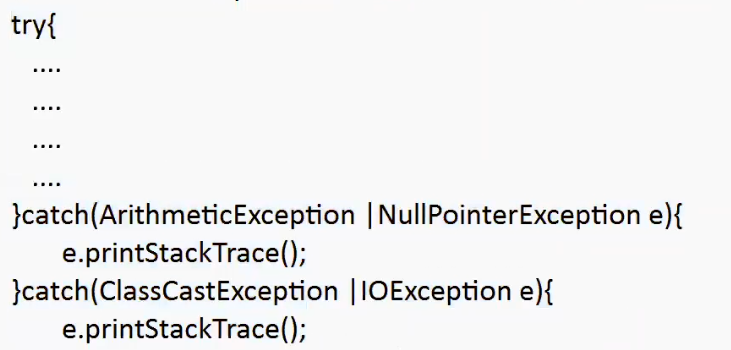 try{
....
....
....
....
}catch(ArithmeticException |NullPointerException e){
e.printStackTrace();
}catch(ClassCastException |IOException e){
e.printStackTrace();